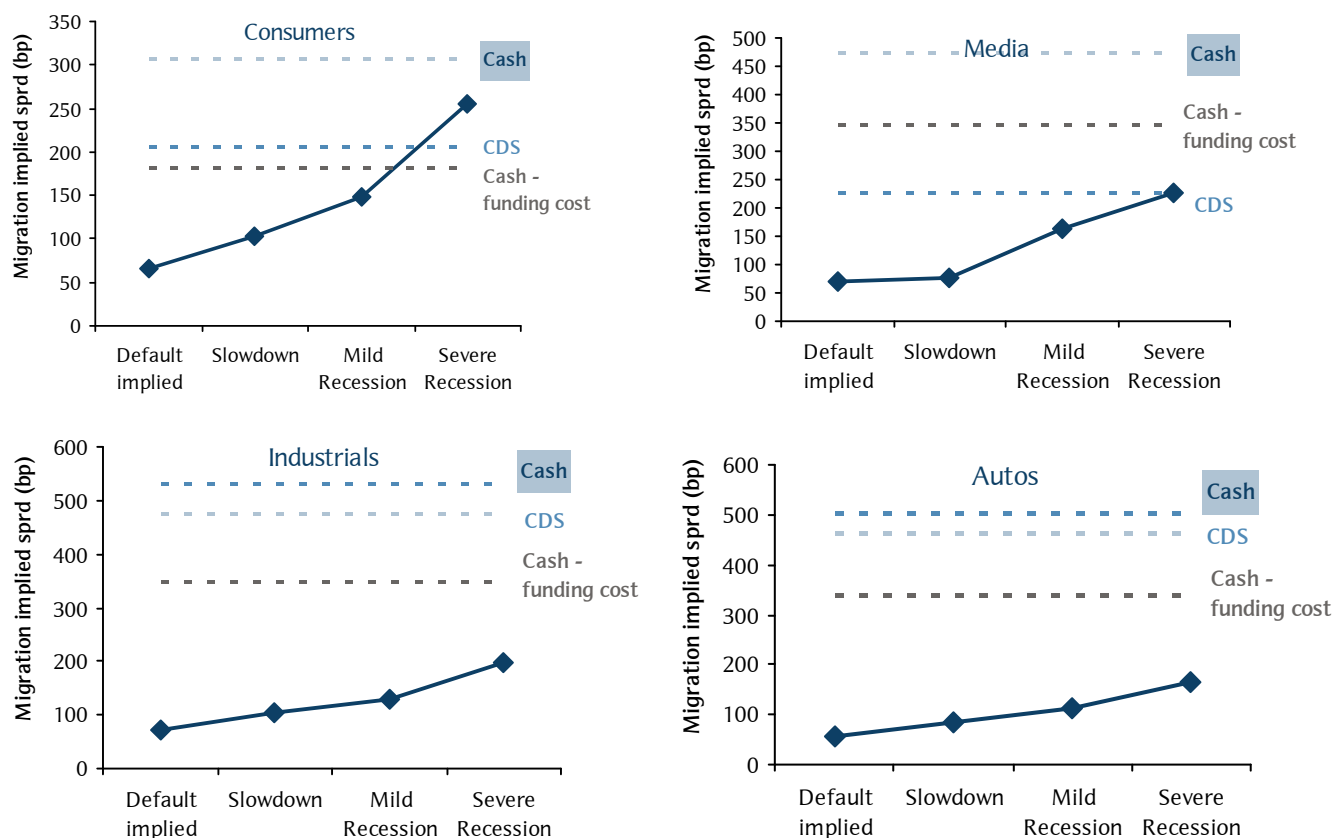 Consumers
Migration implied sprd (bp)
350
300
250
200
150
100
50
0
Cash
CDS
Cash -
funding cost
Default
implied
Slowdown
Mild
Recession
Severe
Recession
Media
Migration implied sprd (bp)
500
450
400
350
300
250
200
150
100
50
0
Cash
Cash -
funding cost
CDS
Default
implied
Slowdown
Mild
Recession
Severe
Recession
Industrials
Migration implied sprd (bp)
600
500
400
300
200
100
0
Cash
CDS
Cash -
funding cost
Default
implied
Slowdown
Mild
Recession
Severe
Recession
Autos
Migration implied sprd (bp)
600
500
400
300
200
100
0
Cash
CDS
Cash -
funding cost
Default
implied
Slowdown
Mild
Recession
Severe
Recession